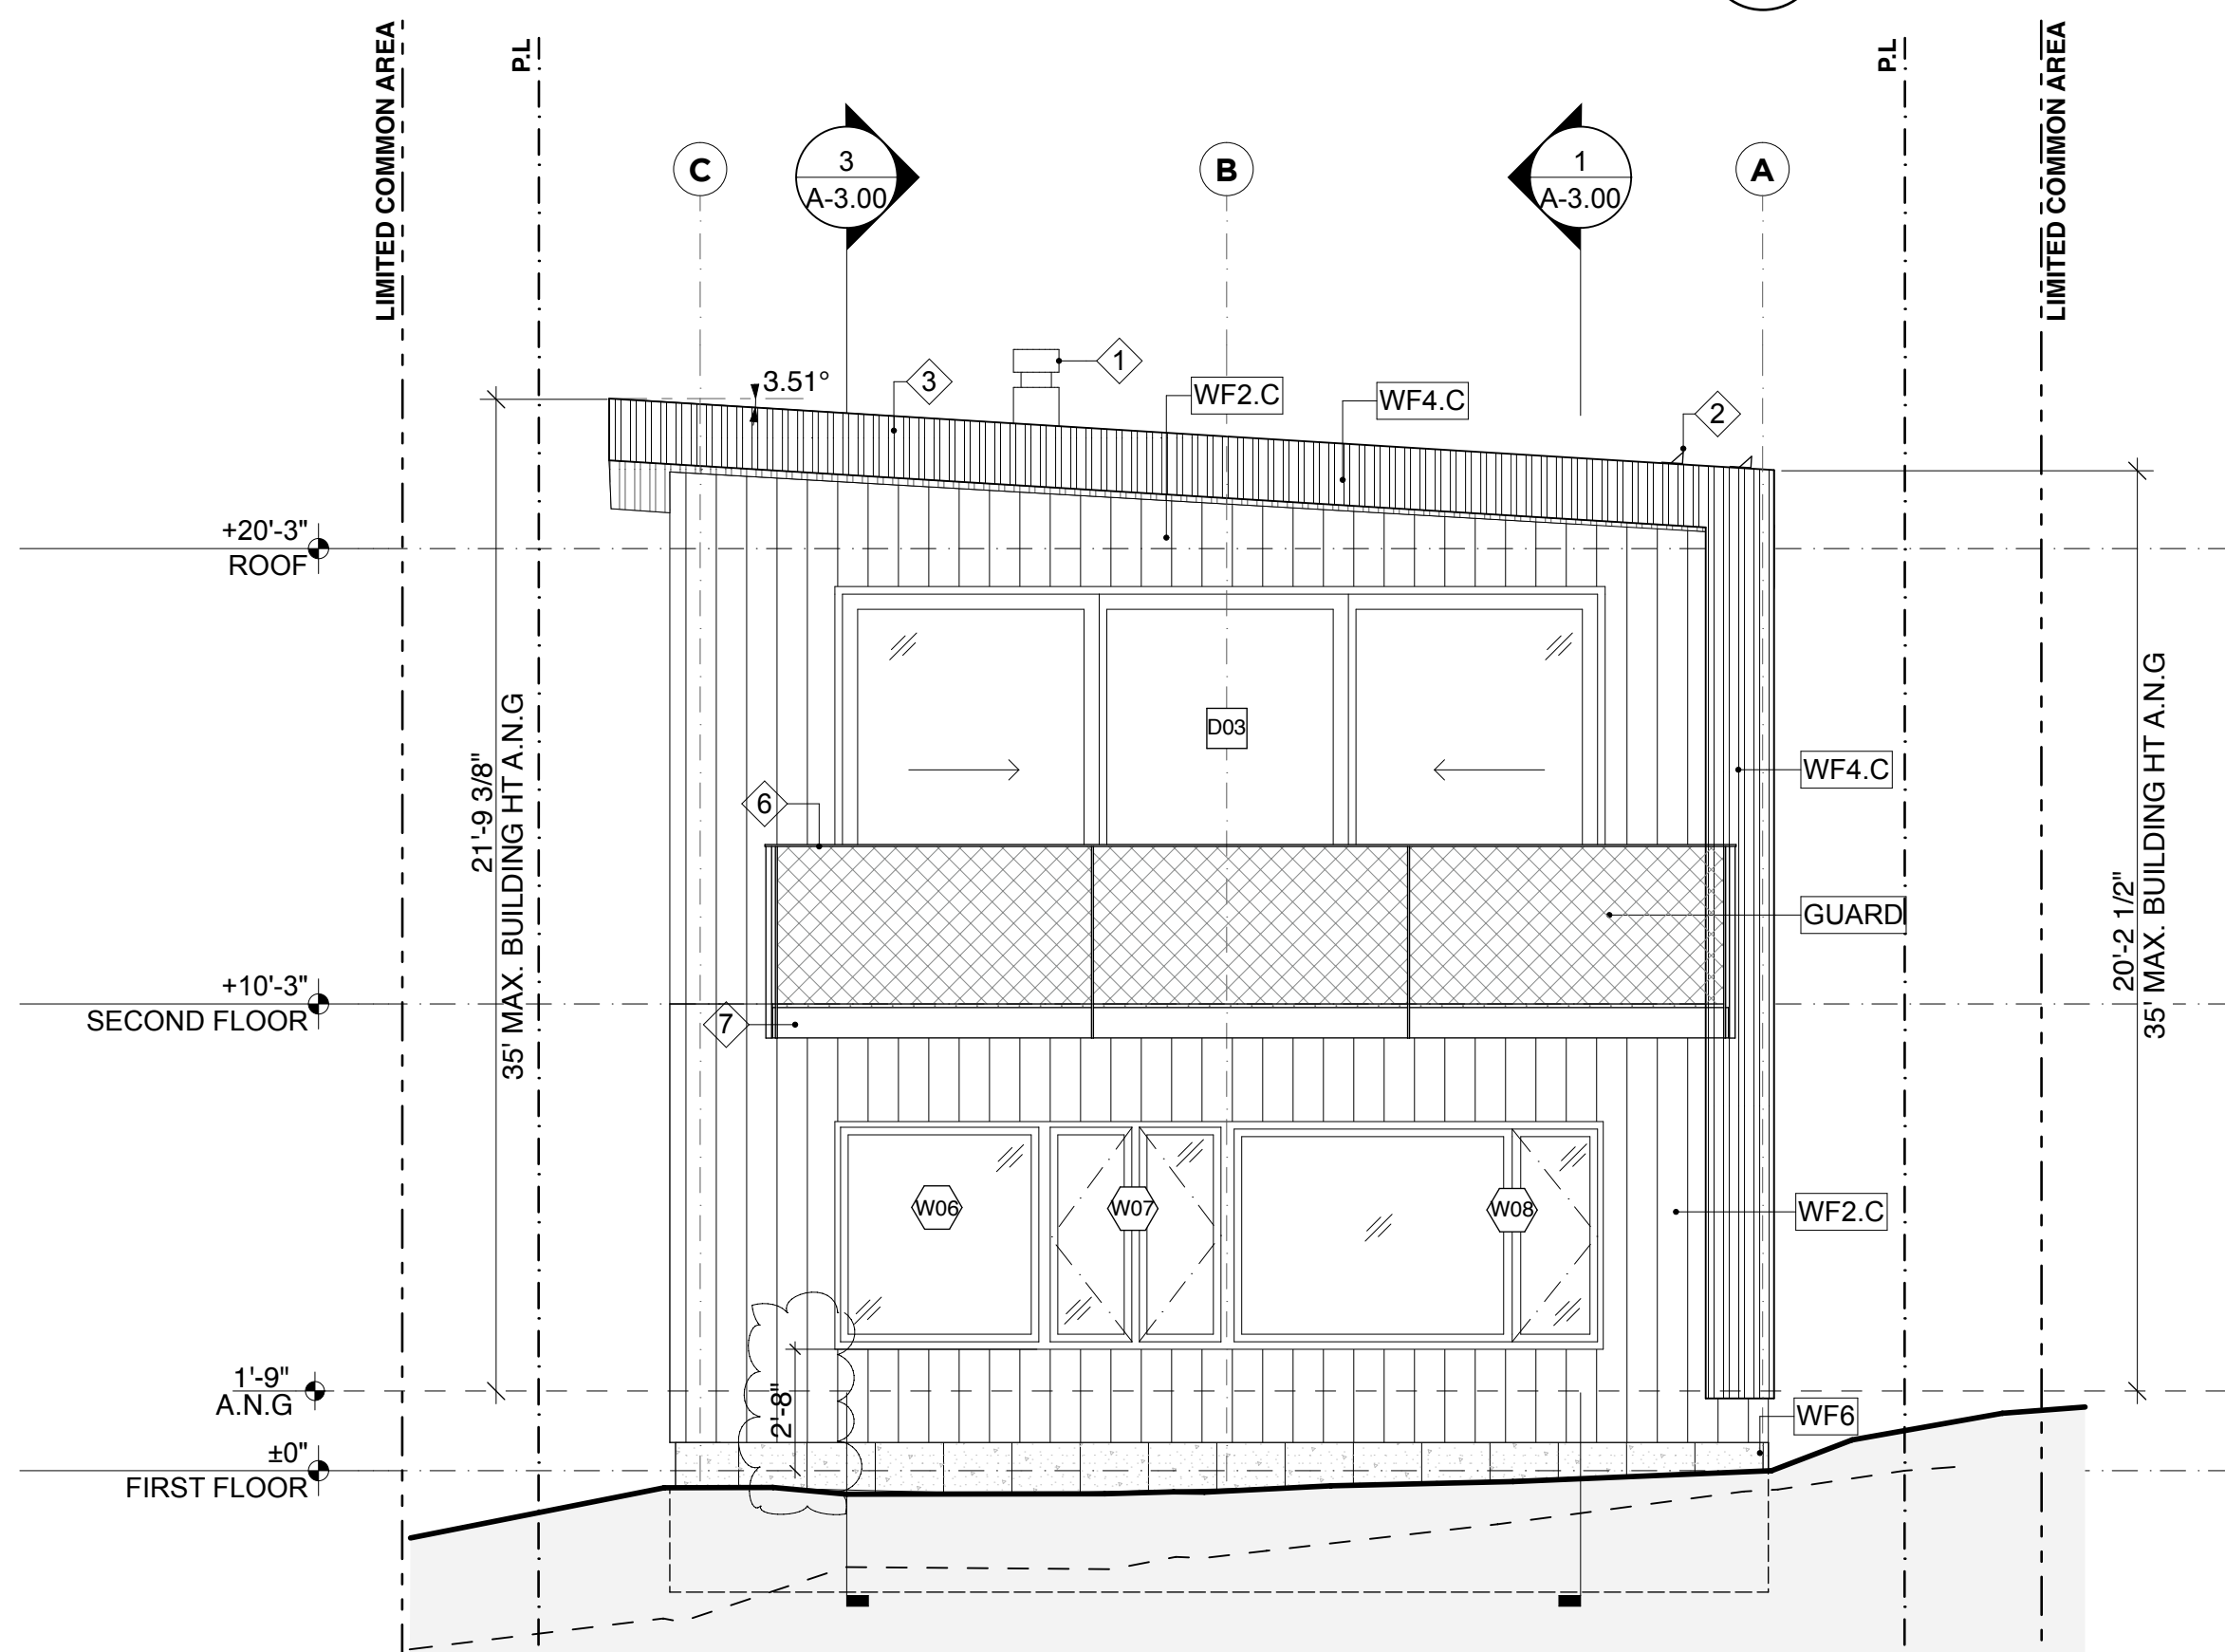 LIMITED COMMON AREA
P.L
P.L
LIMITED COMMON AREA
C
3
A-3.00
B
1
A-3.00
A
1
3.51°
3
WF2.C
WF4.C
2
+20'-3"
ROOF
D03
WF4.C
6
21'-9 3/8"
35' MAX. BUILDING HT A.N.G
20'-2 1/2"
35' MAX. BUILDING HT A.N.G
GUARD
+10'-3"
SECOND FLOOR
7
W06
W07
W08
WF2.C
1'-9"
A.N.G
2'-8"
WF6
±0"
FIRST FLOOR